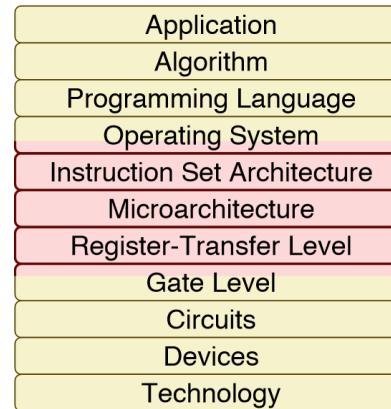 Application
Algorithm
Programming Language
Operating System
Instruction Set Architecture
Microarchitecture
Register-Transfer Level
Gate Level
Circuits
Devices
Technology